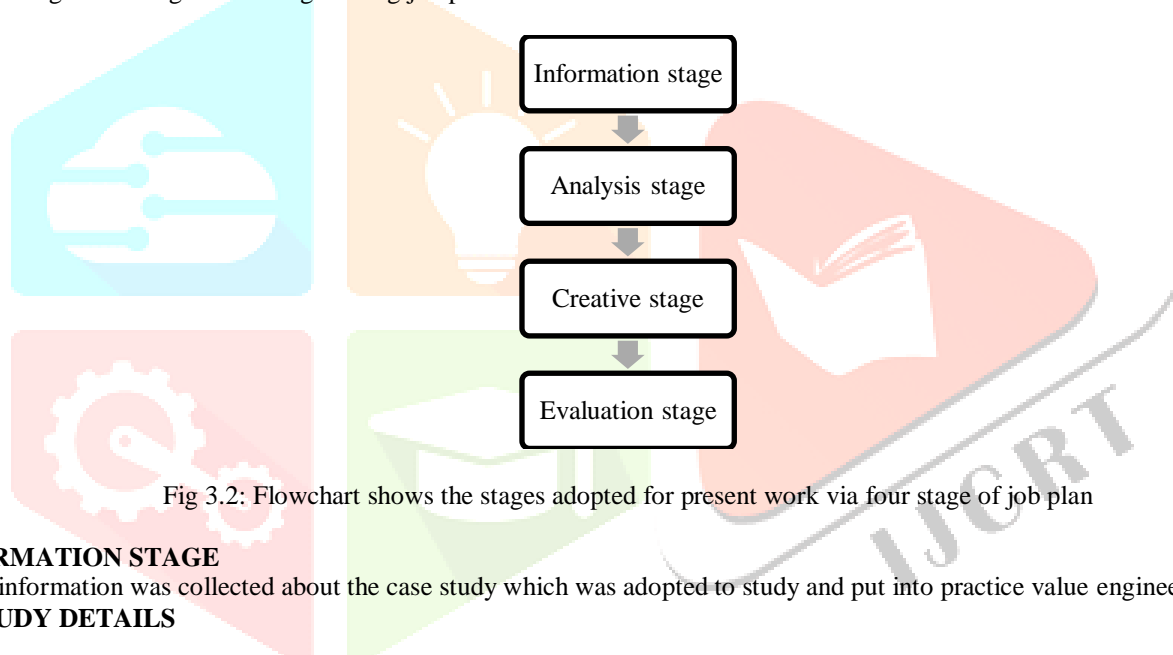 Information stage
Analysis stage
Creative stage
Evaluation stage
Fig 3.2: Flowchart shows the stages adopted for present work via four stage of job plan
RMATION STAGE
information was collected about the case study which was adopted to study and put into practice value enginee
UDY DETAILS
IJCRT